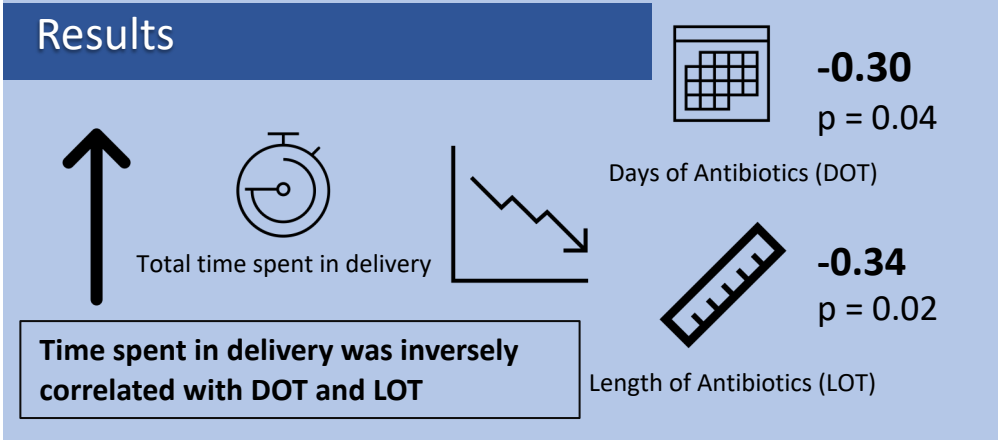 Results
-0.30
p = 0.04
Days of Antibiotics (DOT)
Total time spent in delivery
-0.34
p = 0.02
Time spent in delivery was inversely
correlated with DOT and LOT
Length of Antibiotics (LOT)